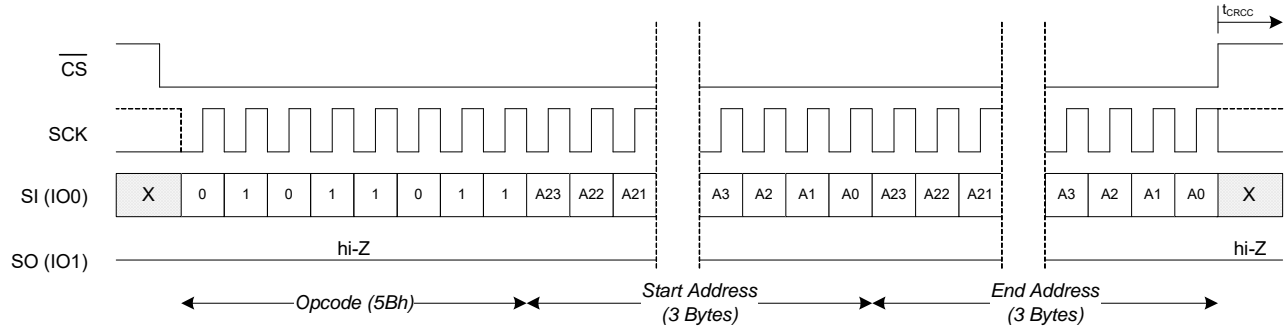 tCRCC
CS
SCK
SI (IO0)
X 0 1 0 1 1 0 1 1 A23 A22 A21 A3 A2 A1 A0 A23 A22 A21 A3 A2 A1 A0 X
hi-Z hi-Z
SO (IO1)
Opcode (5Bh) Start Address (3 Bytes) End Address (3 Bytes)